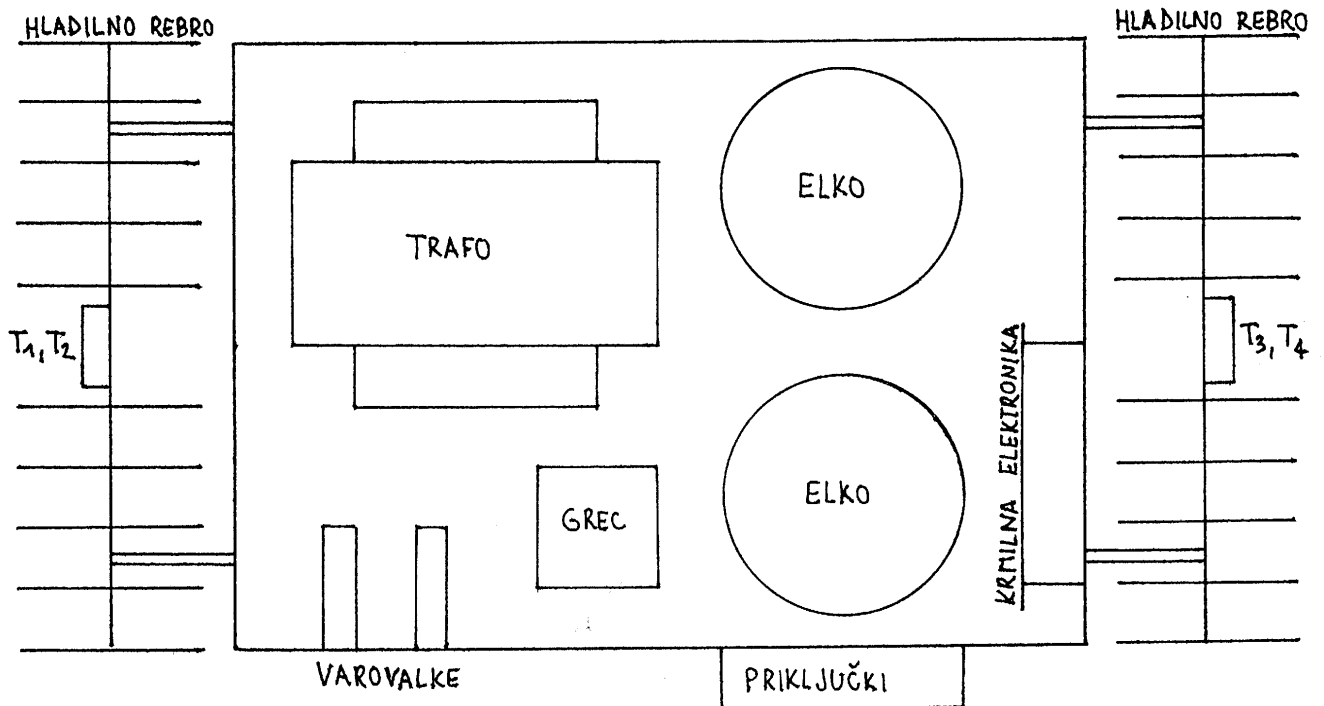 HLADILNO REBRO
HLADILNO REBRO
ELKO
TRAFO
T1, T2
T3, T4
KRMILNA ELEKTRONIKA
ELKO
GREC
VAROVALKE
PRIKLJUČKI